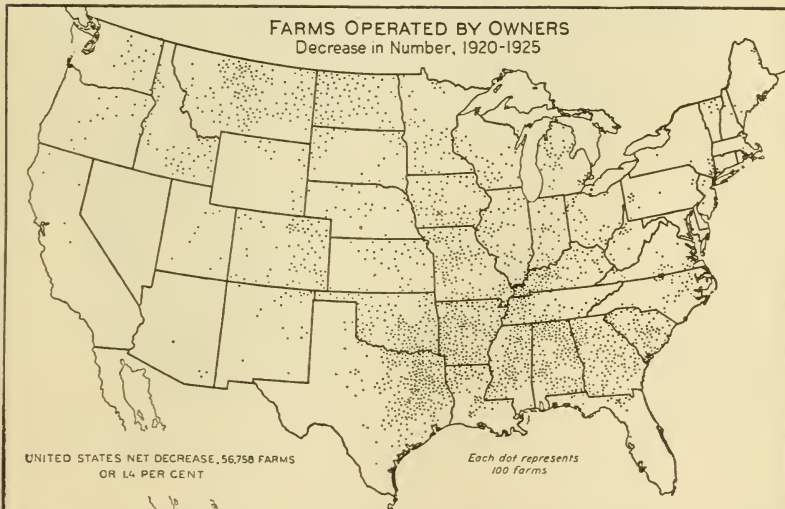 FARMS OPERATED BY OWNERS
Decrease in Number, 1920-1925
UNITED STATES NET DECREASE, 56,758 FARMS
OR 1.4 PER CENT
Each dot represents
100 farms